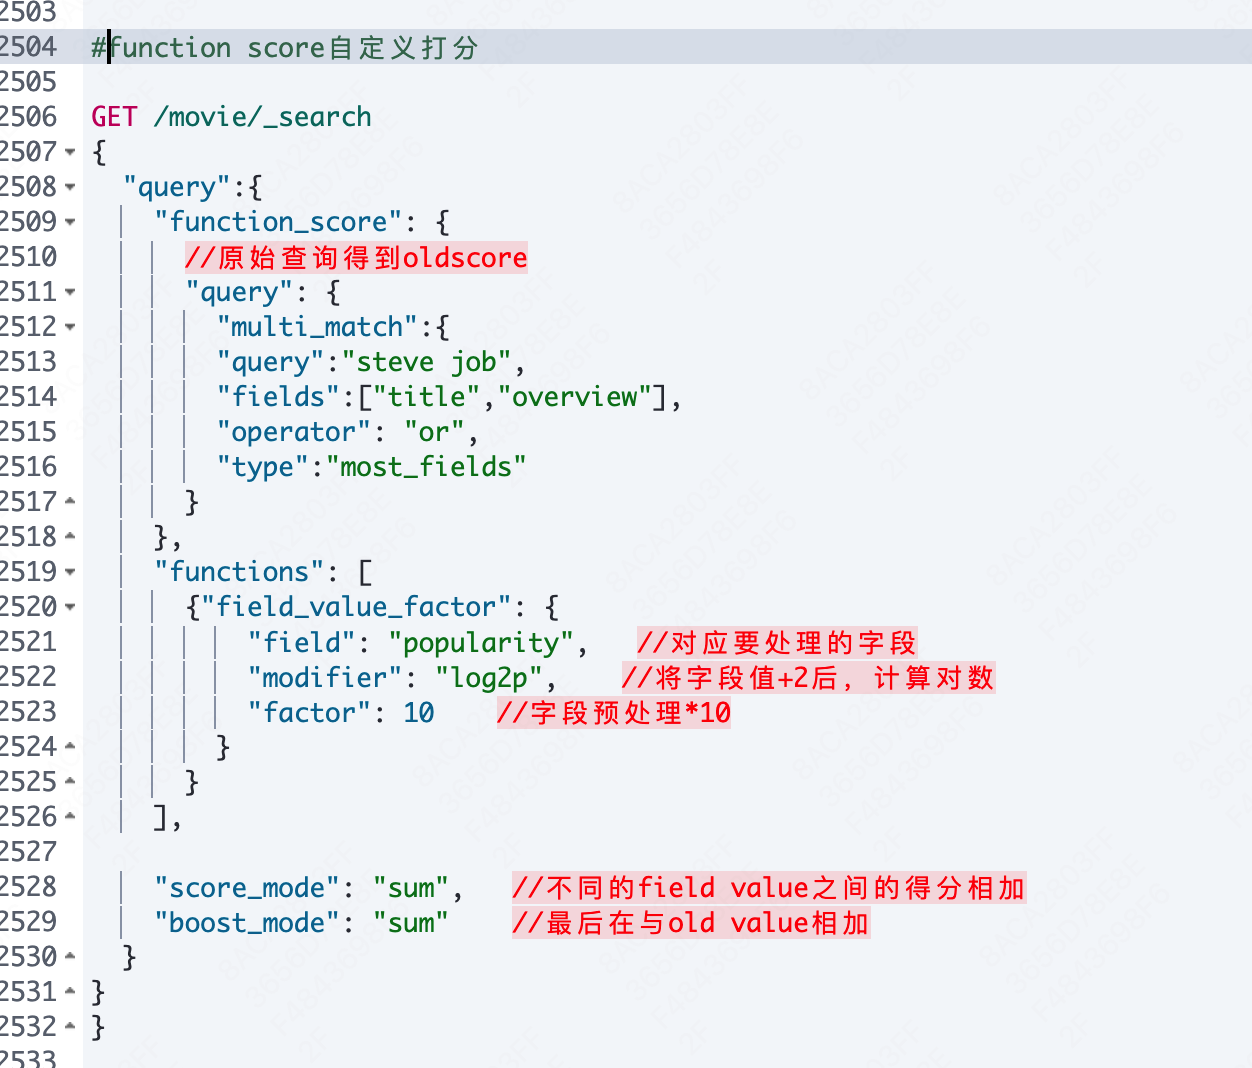 2503
2504 #function score自定义打分
2505
2506 GET /movie/_search
2507 {
2508 "query":{
2509 "function_score": {
2510 //原始查询得到oldscore
2511 "query": {
2512 "multi_match":{
2513 "query":"steve job",
2514 "fields":["title","overview"],
2515 "operator": "or",
2516 "type":"most_fields"
2517 }
2518 },
2519 "functions": [
2520 {"field_value_factor": {
2521 "field": "popularity", //对应要处理的字段
2522 "modifier": "log2p", //将字段值+2后，计算对数
2523 "factor": 10 //字段预处理*10
2524 }
2525 }
2526 ],
2527
2528 "score_mode": "sum", //不同的field value之间的得分相加
2529 "boost_mode": "sum" //最后在与old value相加
2530 }
2531 }
2532 }
2533